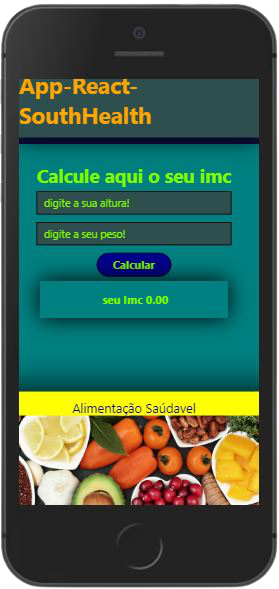 App-React-
SouthHealth
Calcule aqui o seu imc
digite a sua altura!
digite a seu peso!
Calcular
seu Imc 0.00
Alimentação Saúdavel